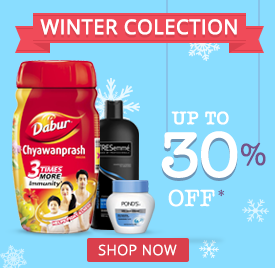 WINTER COLECTION
UP TO
30%
OFF*
Dabur
Chyawanprash
3 TIMES
MORE
Immunity
TRESemmé
POND'S
SHOP NOW